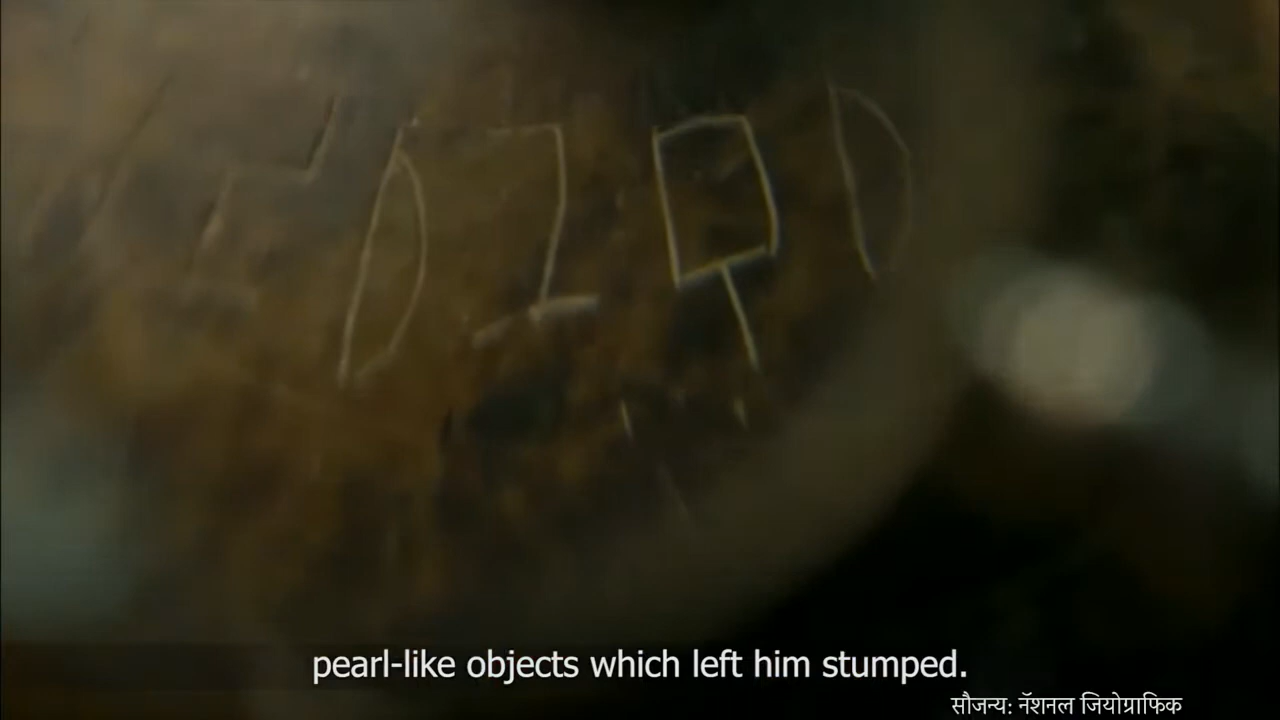 pearl-like objects which left him stumped.
सौजन्य: नॅशनल जियोग्राफिक